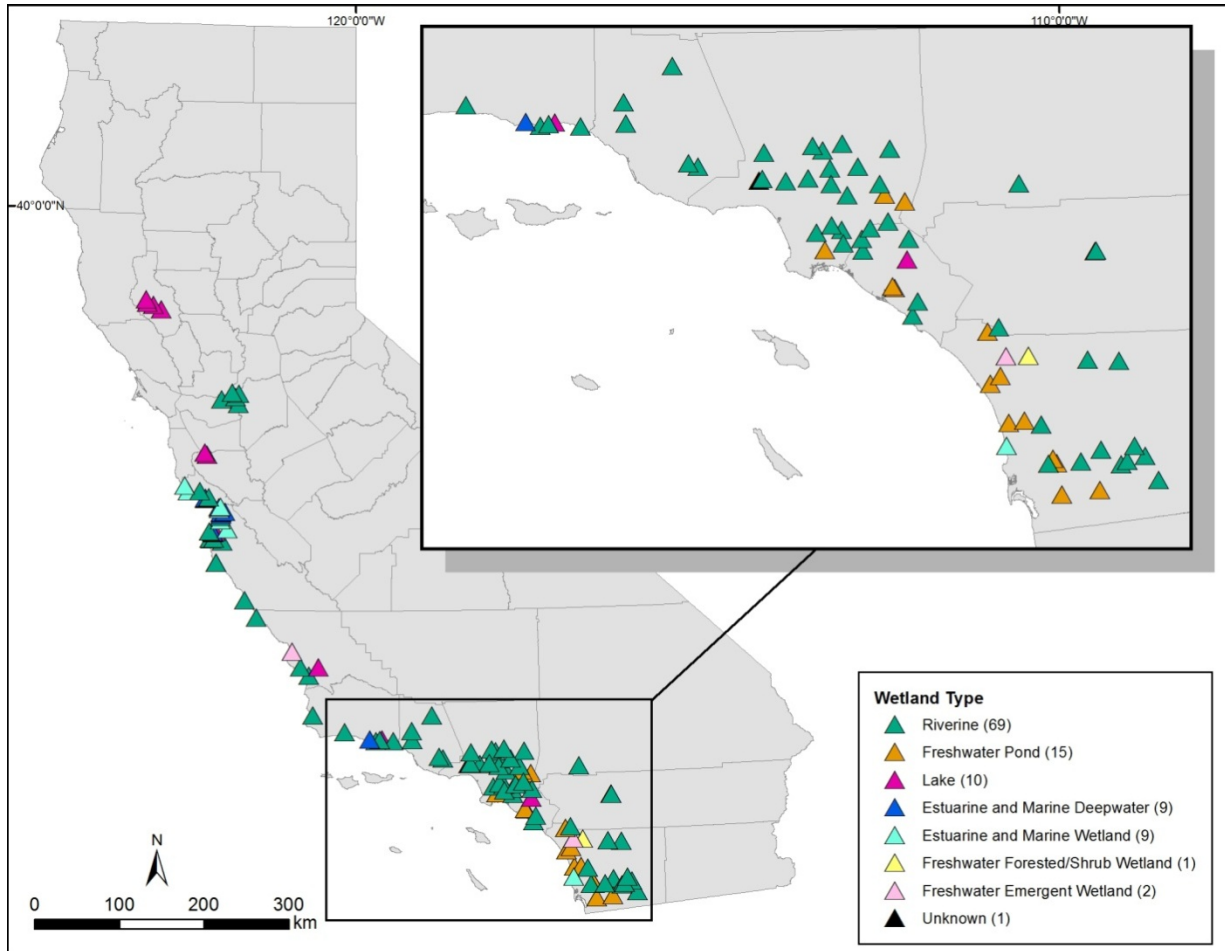 120°0'0"W
110°0'0"W
40°0'0"N
Wetland Type
Riverine (69)
Freshwater Pond (15)
Lake (10)
Estuarine and Marine Deepwater (9)
Estuarine and Marine Wetland (9)
Freshwater Forested/Shrub Wetland (1)
Freshwater Emergent Wetland (2)
Unknown (1)
N
0 100 200 300
km